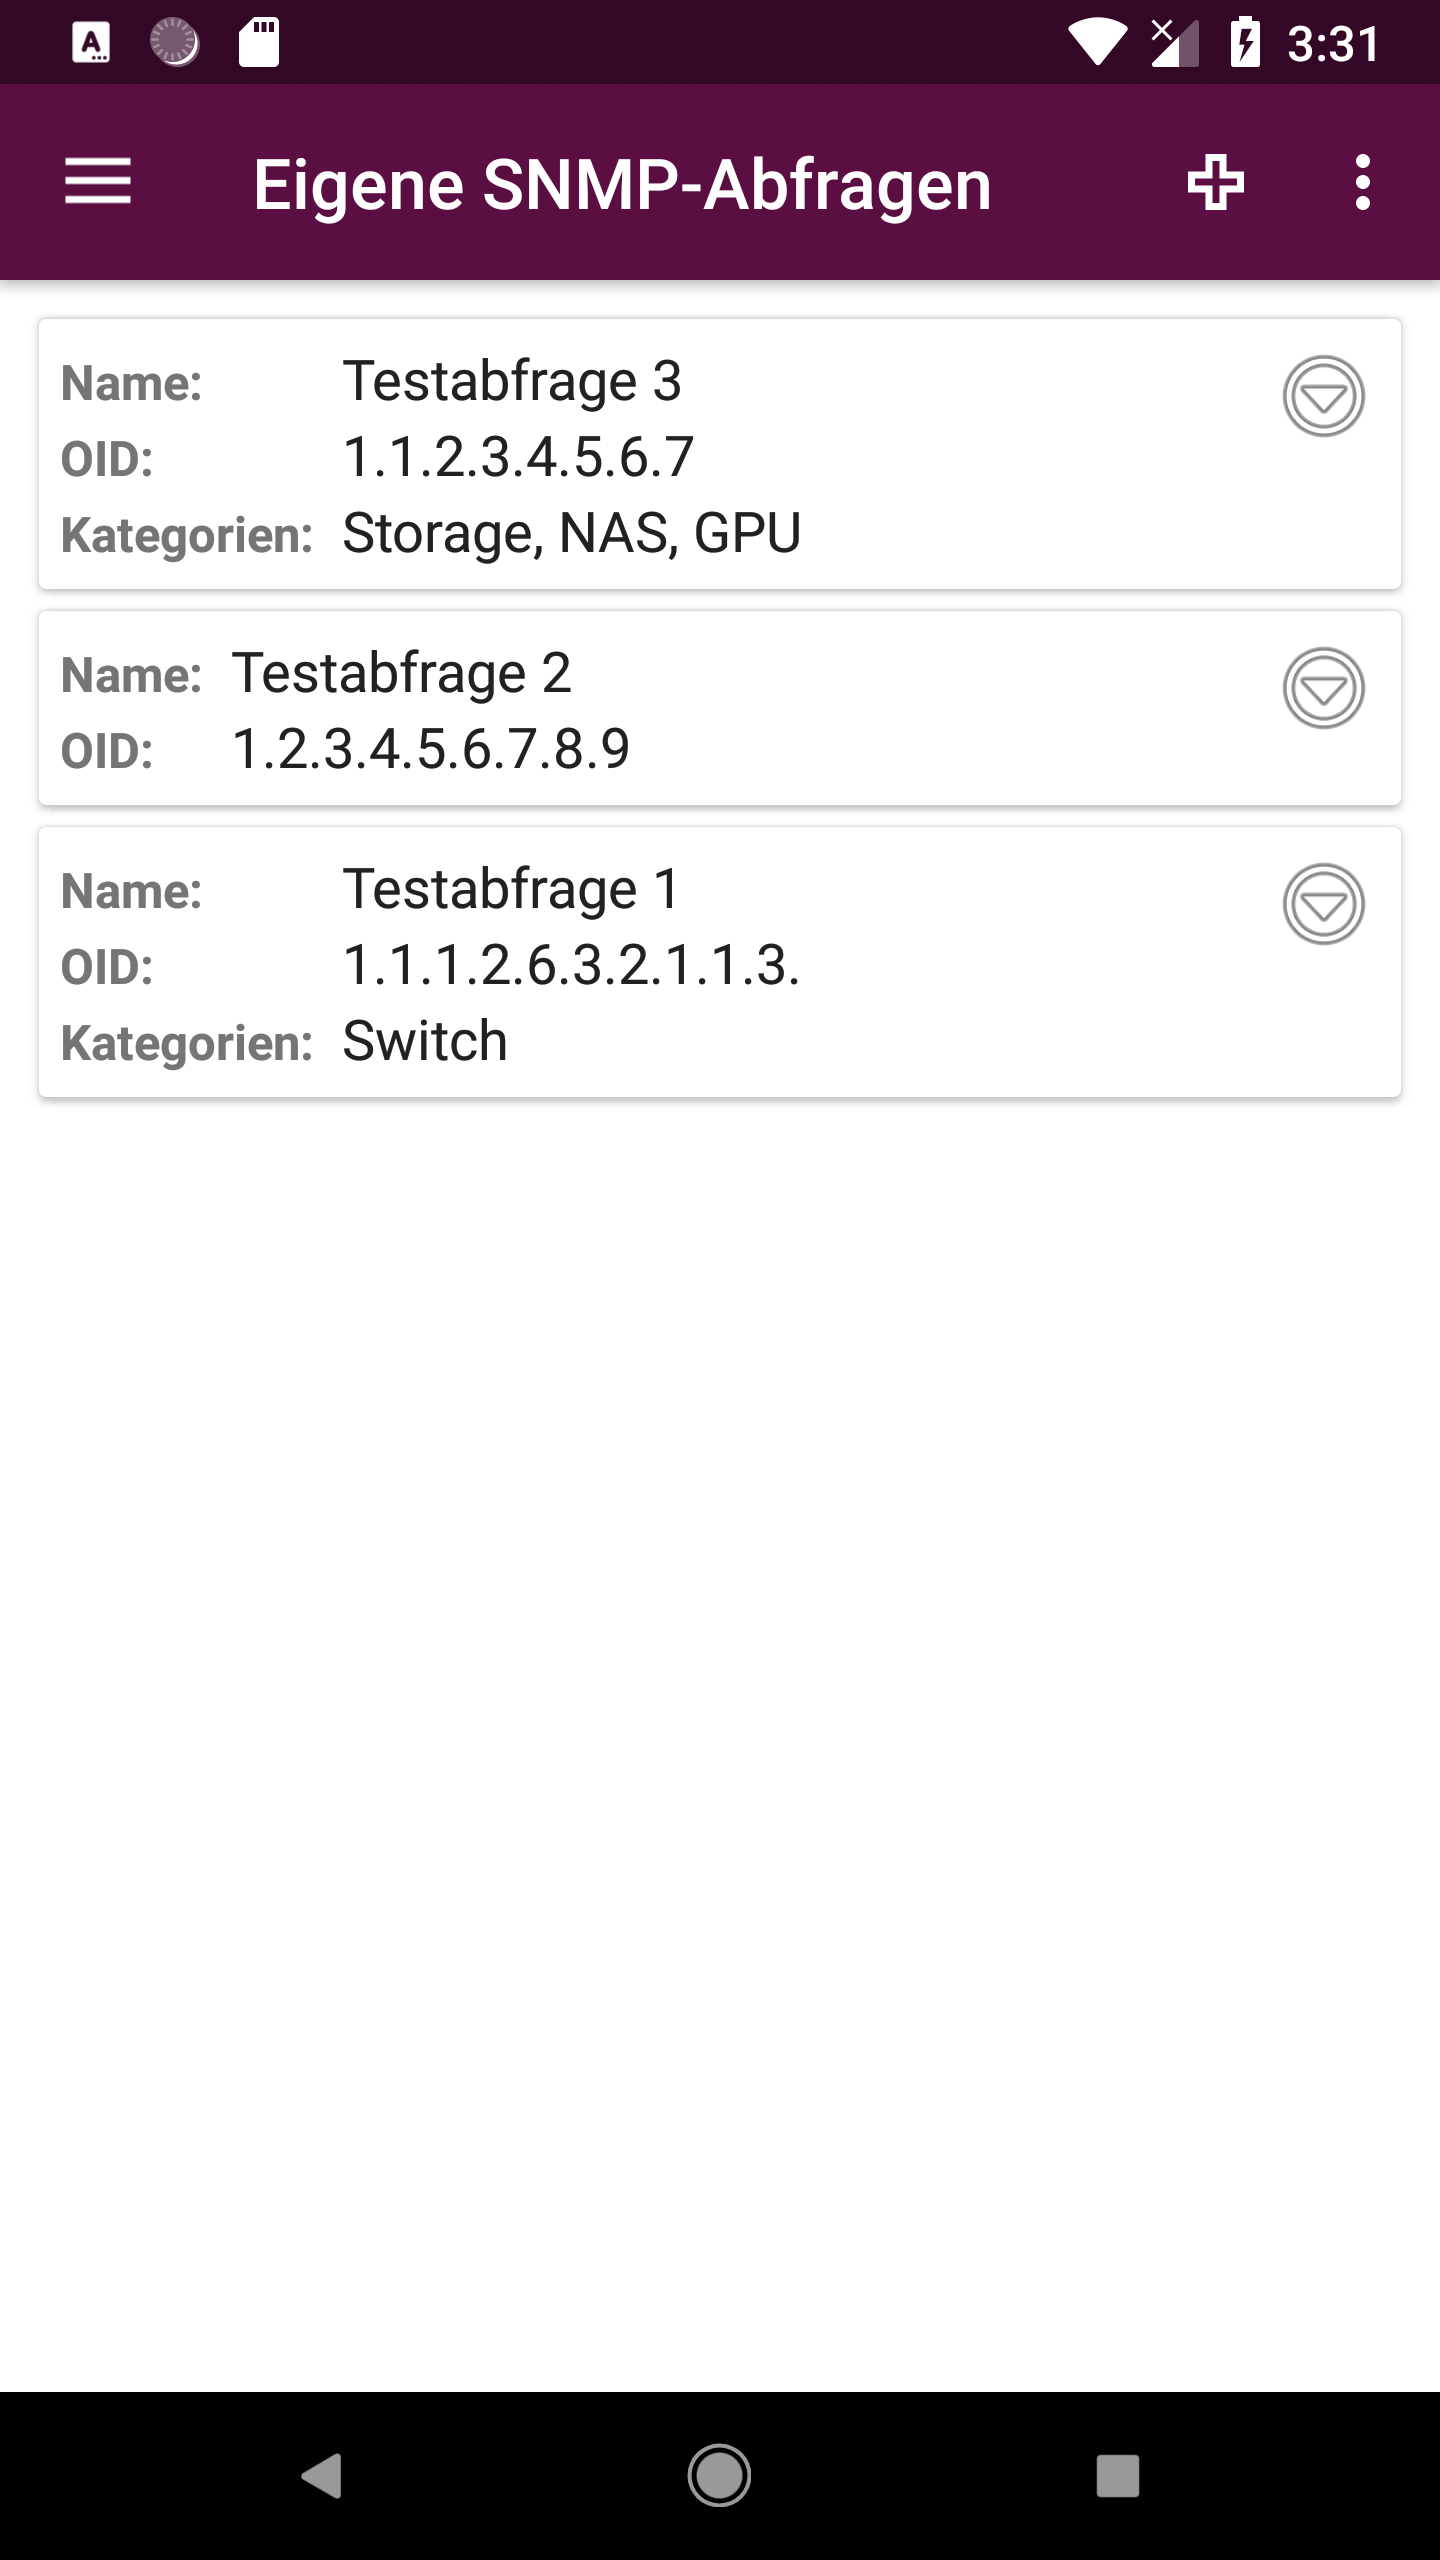 3:31
Eigene SNMP-Abfragen
Name: Testabfrage 3
OID: 1.1.2.3.4.5.6.7
Kategorien: Storage, NAS, GPU
Name: Testabfrage 2
OID: 1.2.3.4.5.6.7.8.9
Name: Testabfrage 1
OID: 1.1.1.2.6.3.2.1.1.3.
Kategorien: Switch